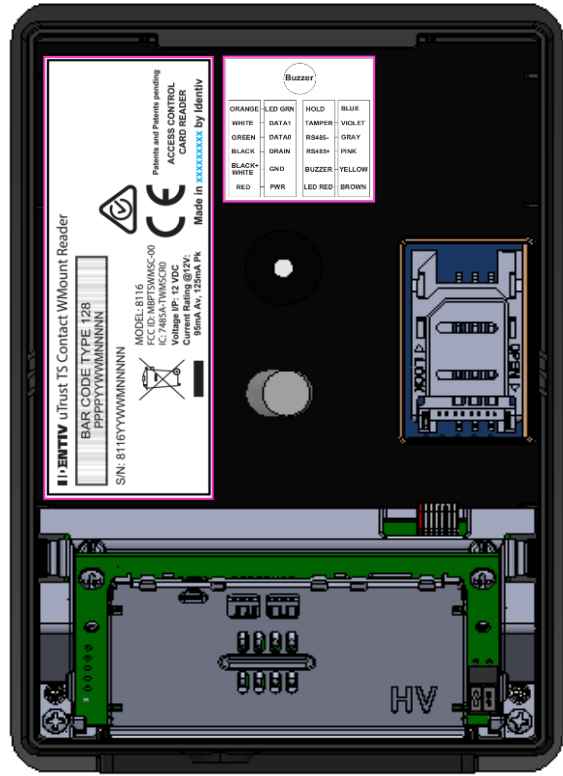 IDENTIV uTrust TS Contact WMount Reader
BAR CODE TYPE 128
PPPPYYWWMNNNNN
S/N: 8116YYWWMNNNNN
MODEL: 8116
FCC ID: MBPTSWMSC-00
IC: 7485A-TWMSCR0
Voltage I/P: 12 VDC
Current Rating @12V:
95mA Av, 125mA Pk
Patents and Patents pending
ACCESS CONTROL
CARD READER
Made in xxxxxxxxx by Identiv
CE
Buzzer
ORANGE LED GRN HOLD BLUE
WHITE DATA1 TAMPER VIOLET
GREEN DATA0 RS485- GRAY
BLACK DRAIN RS485+ PINK
BLACK+
WHITE GND BUZZER YELLOW
RED PWR LED RED BROWN
LOCK
OPEN
HV